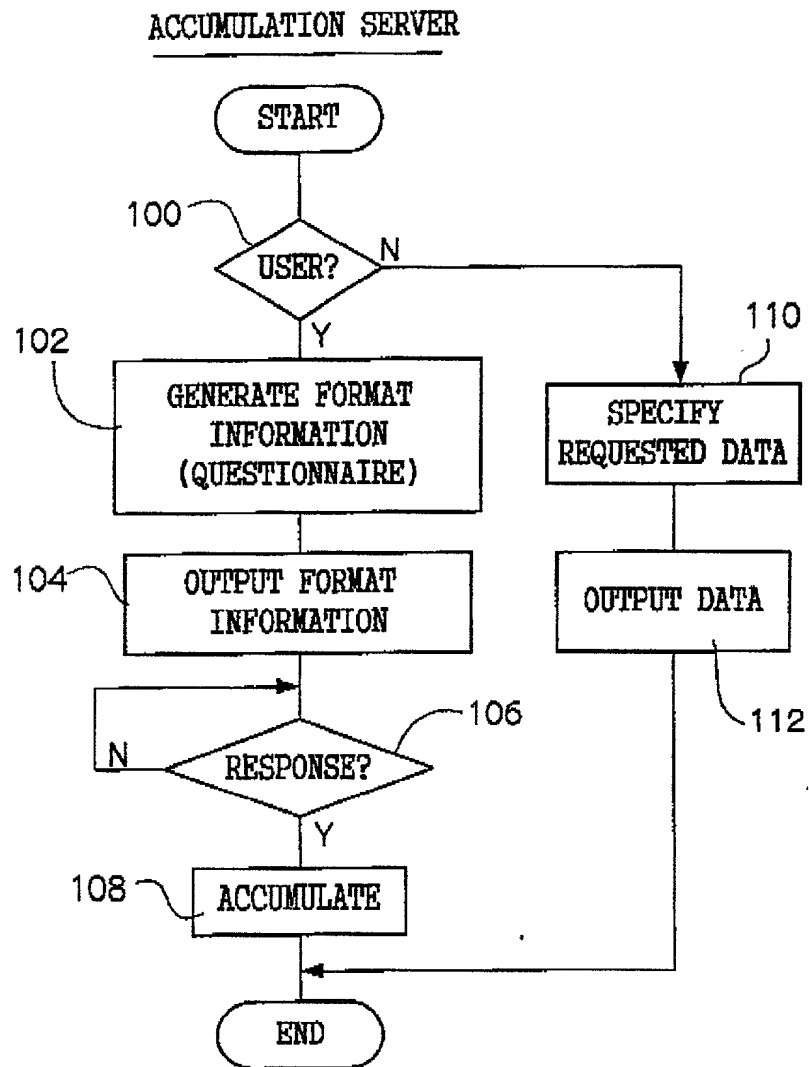 ACCUMULATION SERVER
START
100
USER?
N
Y
102
GENERATE FORMAT
INFORMATION
(QUESTIONNAIRE)
110
SPECIFY
REQUESTED DATA
104
OUTPUT FORMAT
INFORMATION
OUTPUT DATA
112
106
RESPONSE?
N
Y
108
ACCUMULATE
END